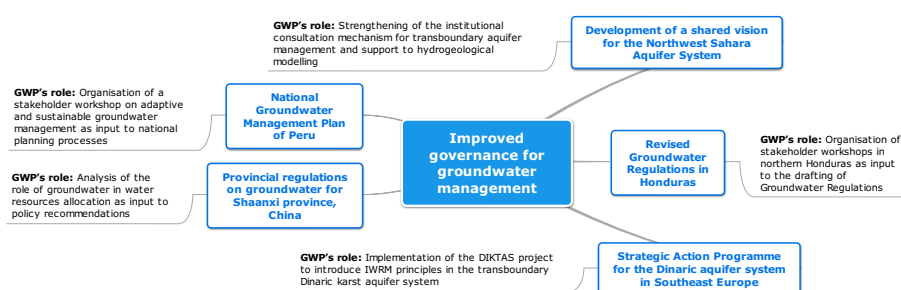 GWP's role: Strengthening of the institutional
consultation mechanism for transboundary aquifer
management and support to hydrogeological
modelling
Development of a shared vision
for the Northwest Sahara
Aquifer System
GWP's role: Organisation of a
stakeholder workshop on adaptive
and sustainable groundwater
management as input to national
planning processes
National
Groundwater
Management Plan
of Peru
Improved
governance for
groundwater
management
Revised
Groundwater
Regulations in
Honduras
GWP's role: Organisation of
stakeholder workshops in
northern Honduras as input
to the drafting of
Groundwater Regulations
GWP's role: Analysis of the
role of groundwater in water
resources allocation as input to
policy recommendations
Provincial regulations
on groundwater for
Shaanxi province,
China
GWP's role: Implementation of the DIKTAS project
to introduce IWRM principles in the transboundary
Dinaric karst aquifer system
Strategic Action Programme
for the Dinaric aquifer system
in Southeast Europe